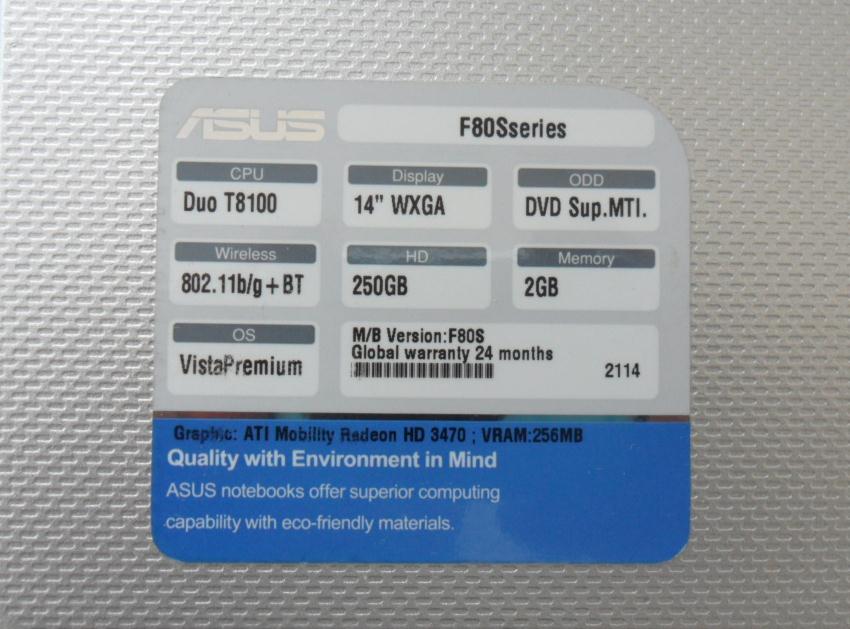 ASUS F80Sseries
CPU Display ODD
Duo T8100 14" WXGA DVD Sup.MTI.
Wireless HD Memory
802.11b/g+BT 250GB 2GB
OS
VistaPremium
M/B Version:F80S
Global warranty 24 months
2114
Graphic: ATI Mobility Radeon HD 3470 ; VRAM:256MB
Quality with Environment in Mind
ASUS notebooks offer superior computing
capability with eco-friendly materials.